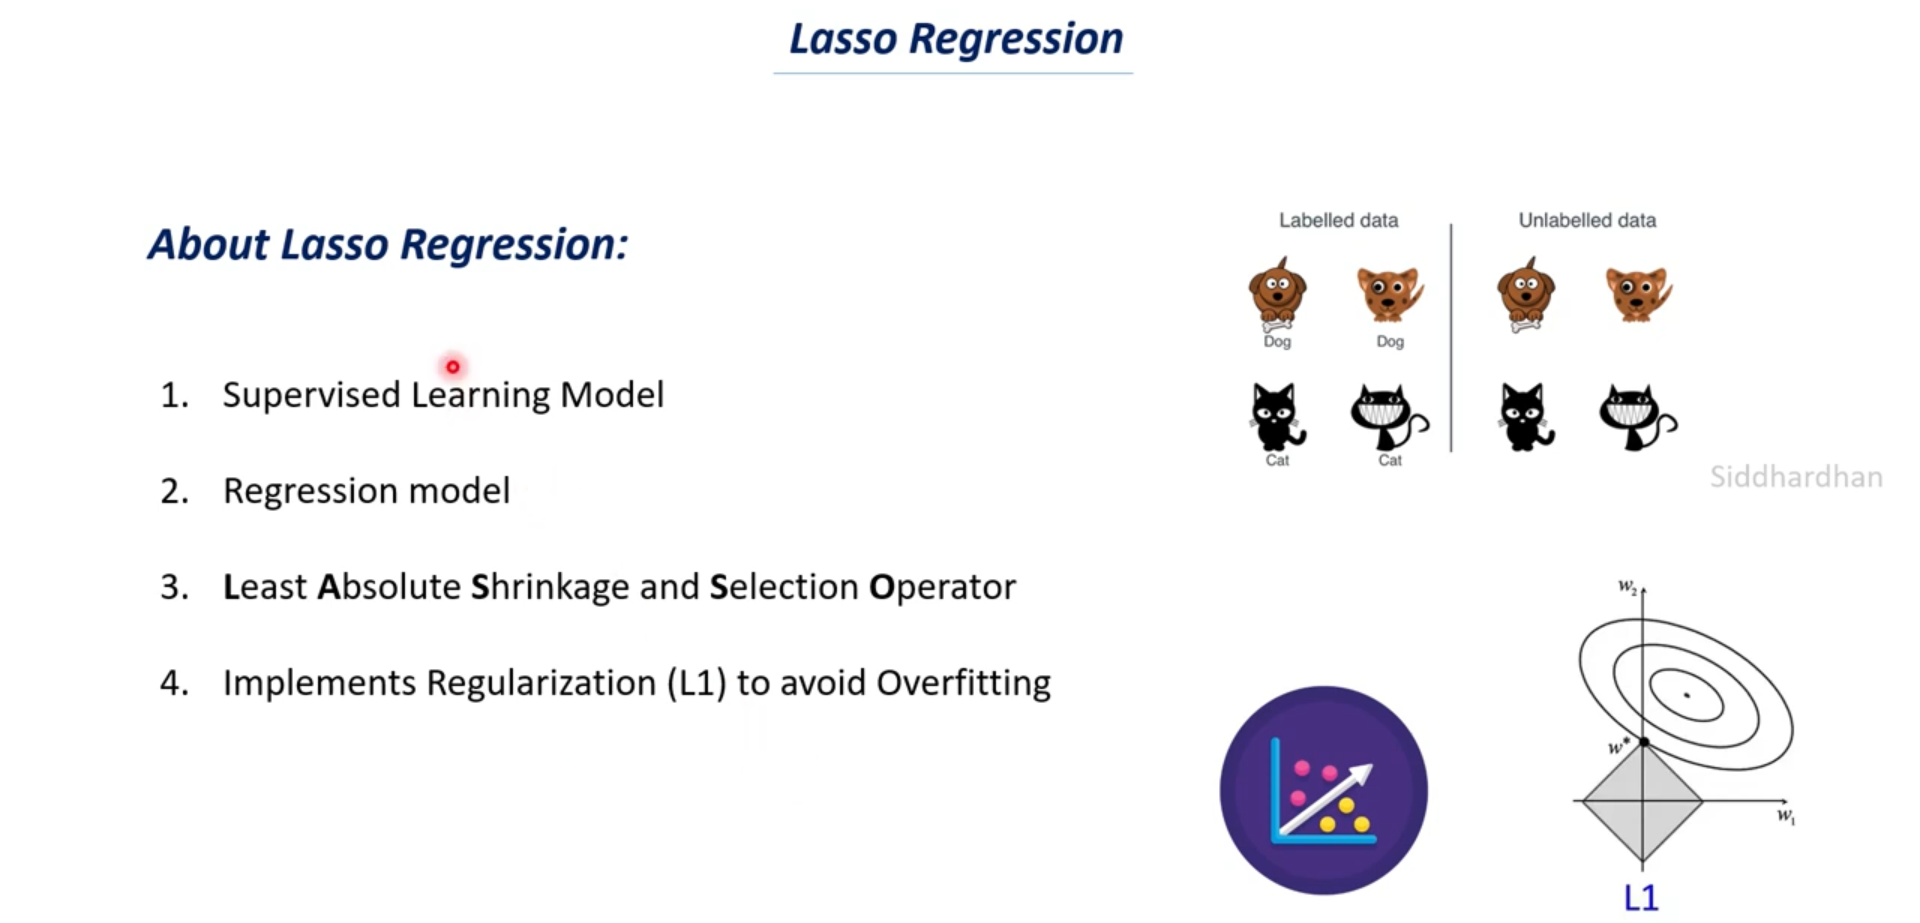 Lasso Regression
About Lasso Regression:
1. Supervised Learning Model
2. Regression model
3. Least Absolute Shrinkage and Selection Operator
4. Implements Regularization (L1) to avoid Overfitting
Labelled data
Unlabelled data
Dog
Dog
Cat
Cat
Siddhardhan
w₂
w*
w₁
L1